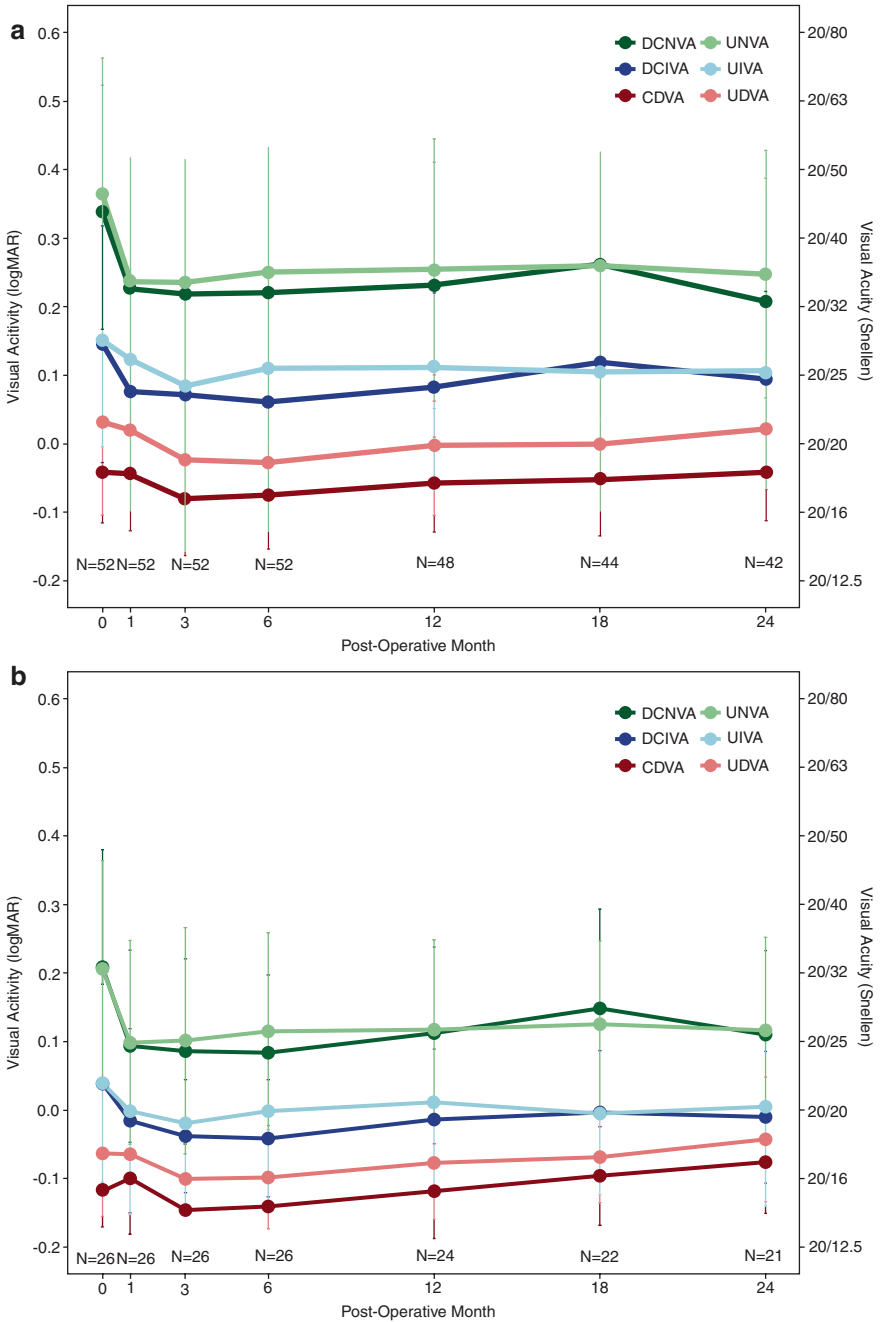 a
0.6
0.5
0.4
0.3
0.2
0.1
0.0
-0.1
-0.2
Visual Acitivity (logMAR)
DCNVA UNVA
DCIVA UIVA
CDVA UDVA
20/80
20/63
20/50
20/40
20/32
20/25
20/20
20/16
20/12.5
Visual Acuity (Snellen)
N=52 N=52 N=52 N=52 N=48 N=44 N=42
0 1 3 6 12 18 24
Post-Operative Month
b
0.6
0.5
0.4
0.3
0.2
0.1
0.0
-0.1
-0.2
Visual Acitivity (logMAR)
DCNVA UNVA
DCIVA UIVA
CDVA UDVA
20/80
20/63
20/50
20/40
20/32
20/25
20/20
20/16
20/12.5
Visual Acuity (Snellen)
N=26 N=26 N=26 N=26 N=24 N=22 N=21
0 1 3 6 12 18 24
Post-Operative Month